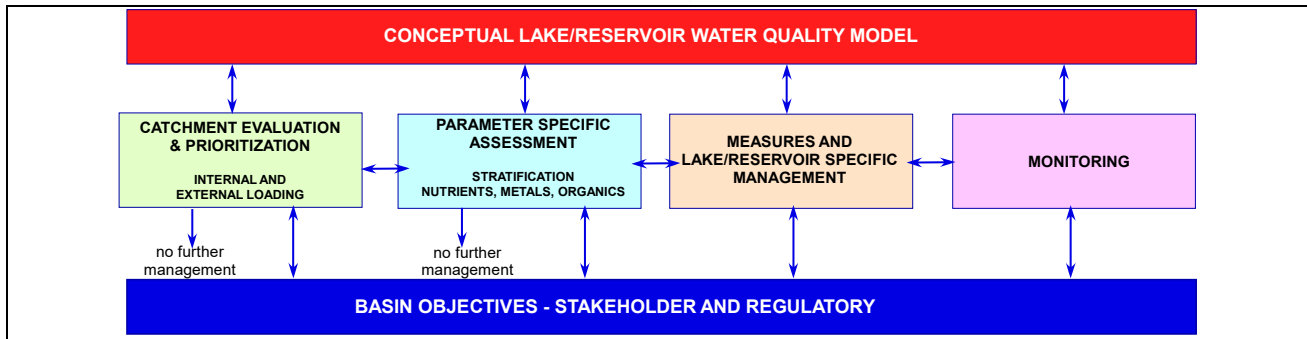 CONCEPTUAL LAKE/RESERVOIR WATER QUALITY MODEL
CATCHMENT EVALUATION
& PRIORITIZATION
INTERNAL AND
EXTERNAL LOADING
PARAMETER SPECIFIC
ASSESSMENT
STRATIFICATION
NUTRIENTS, METALS, ORGANICS
MEASURES AND
LAKE/RESERVOIR SPECIFIC
MANAGEMENT
MONITORING
no further
management
no further
management
BASIN OBJECTIVES - STAKEHOLDER AND REGULATORY